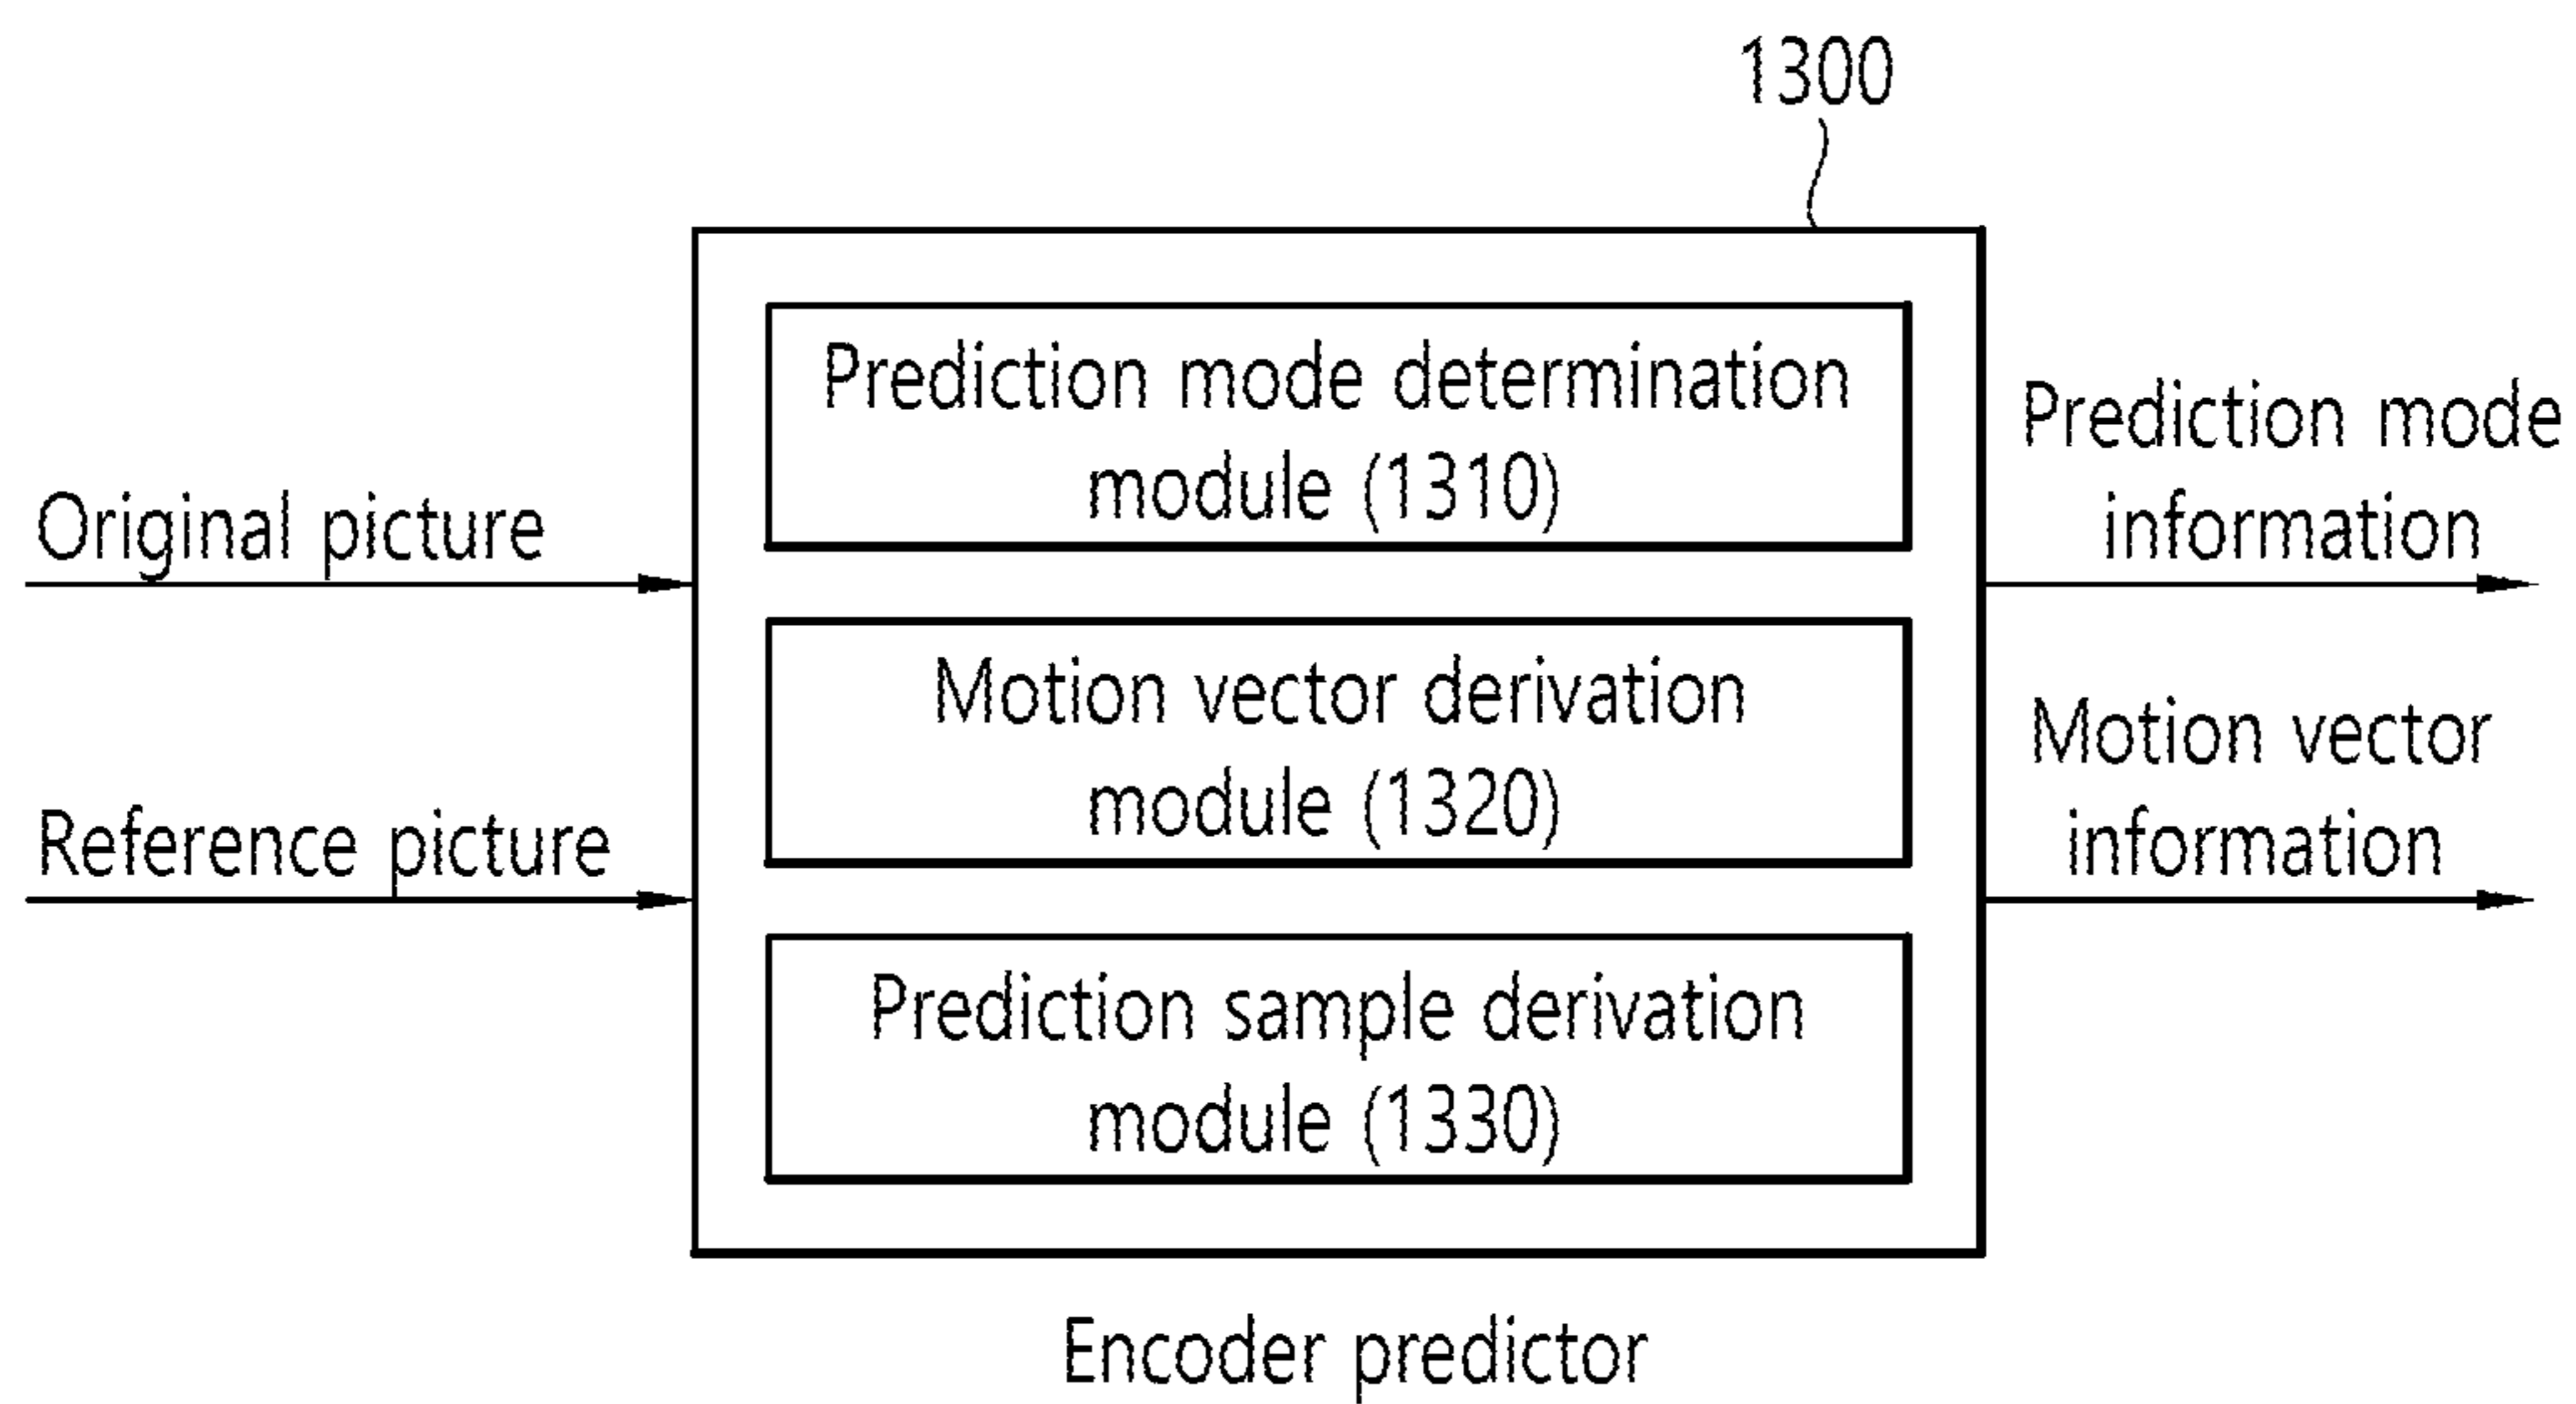 1300
Prediction mode determination
module (1310)
Original picture
Prediction mode
information
Motion vector derivation
module (1320)
Reference picture
Motion vector
information
Prediction sample derivation
module (1330)
Encoder predictor